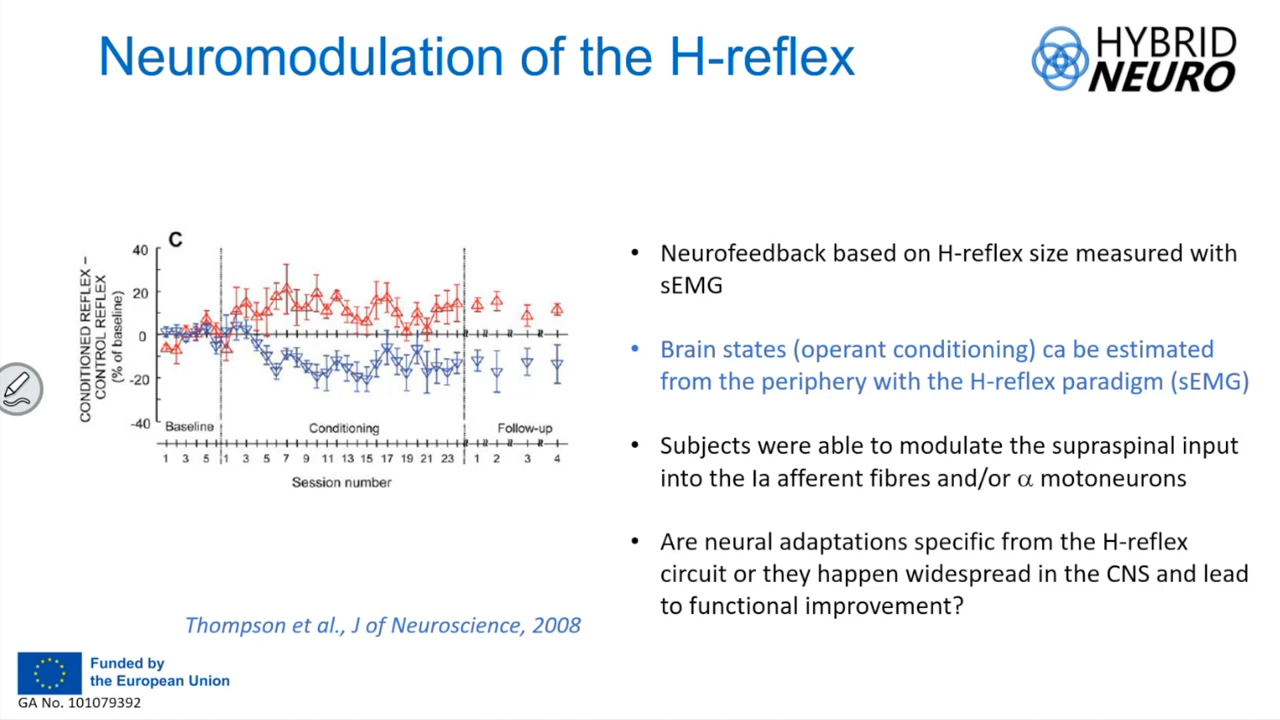 Neuromodulation of the H-reflex
HYBRID
NEURO
C
CONDITIONED REFLEX –
CONTROL REFLEX
(% of baseline)
40
20
0
-20
-40
Baseline
Conditioning
Follow-up
1 3 5 1 3 5 7 9 11 13 15 17 19 21 23 1 2 3 4
Session number
• Neurofeedback based on H-reflex size measured with
sEMG
• Brain states (operant conditioning) ca be estimated
from the periphery with the H-reflex paradigm (sEMG)
• Subjects were able to modulate the supraspinal input
into the Ia afferent fibres and/or α motoneurons
• Are neural adaptations specific from the H-reflex
circuit or they happen widespread in the CNS and lead
to functional improvement?
Thompson et al., J of Neuroscience, 2008
Funded by
the European Union
GA No. 101079392